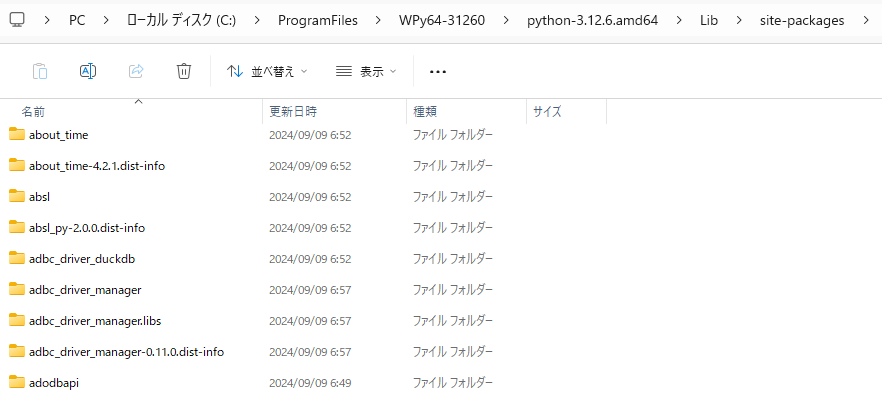 PC ローカル ディスク (C:) ProgramFiles WPy64-31260 python-3.12.6.amd64 Lib site-packages
並べ替え 表示
名前 更新日時 種類 サイズ
about_time 2024/09/09 6:52 ファイル フォルダー
about_time-4.2.1.dist-info 2024/09/09 6:52 ファイル フォルダー
absl 2024/09/09 6:52 ファイル フォルダー
absl_py-2.0.0.dist-info 2024/09/09 6:52 ファイル フォルダー
adbc_driver_duckdb 2024/09/09 6:52 ファイル フォルダー
adbc_driver_manager 2024/09/09 6:57 ファイル フォルダー
adbc_driver_manager.libs 2024/09/09 6:57 ファイル フォルダー
adbc_driver_manager-0.11.0.dist-info 2024/09/09 6:57 ファイル フォルダー
adodbapi 2024/09/09 6:49 ファイル フォルダー